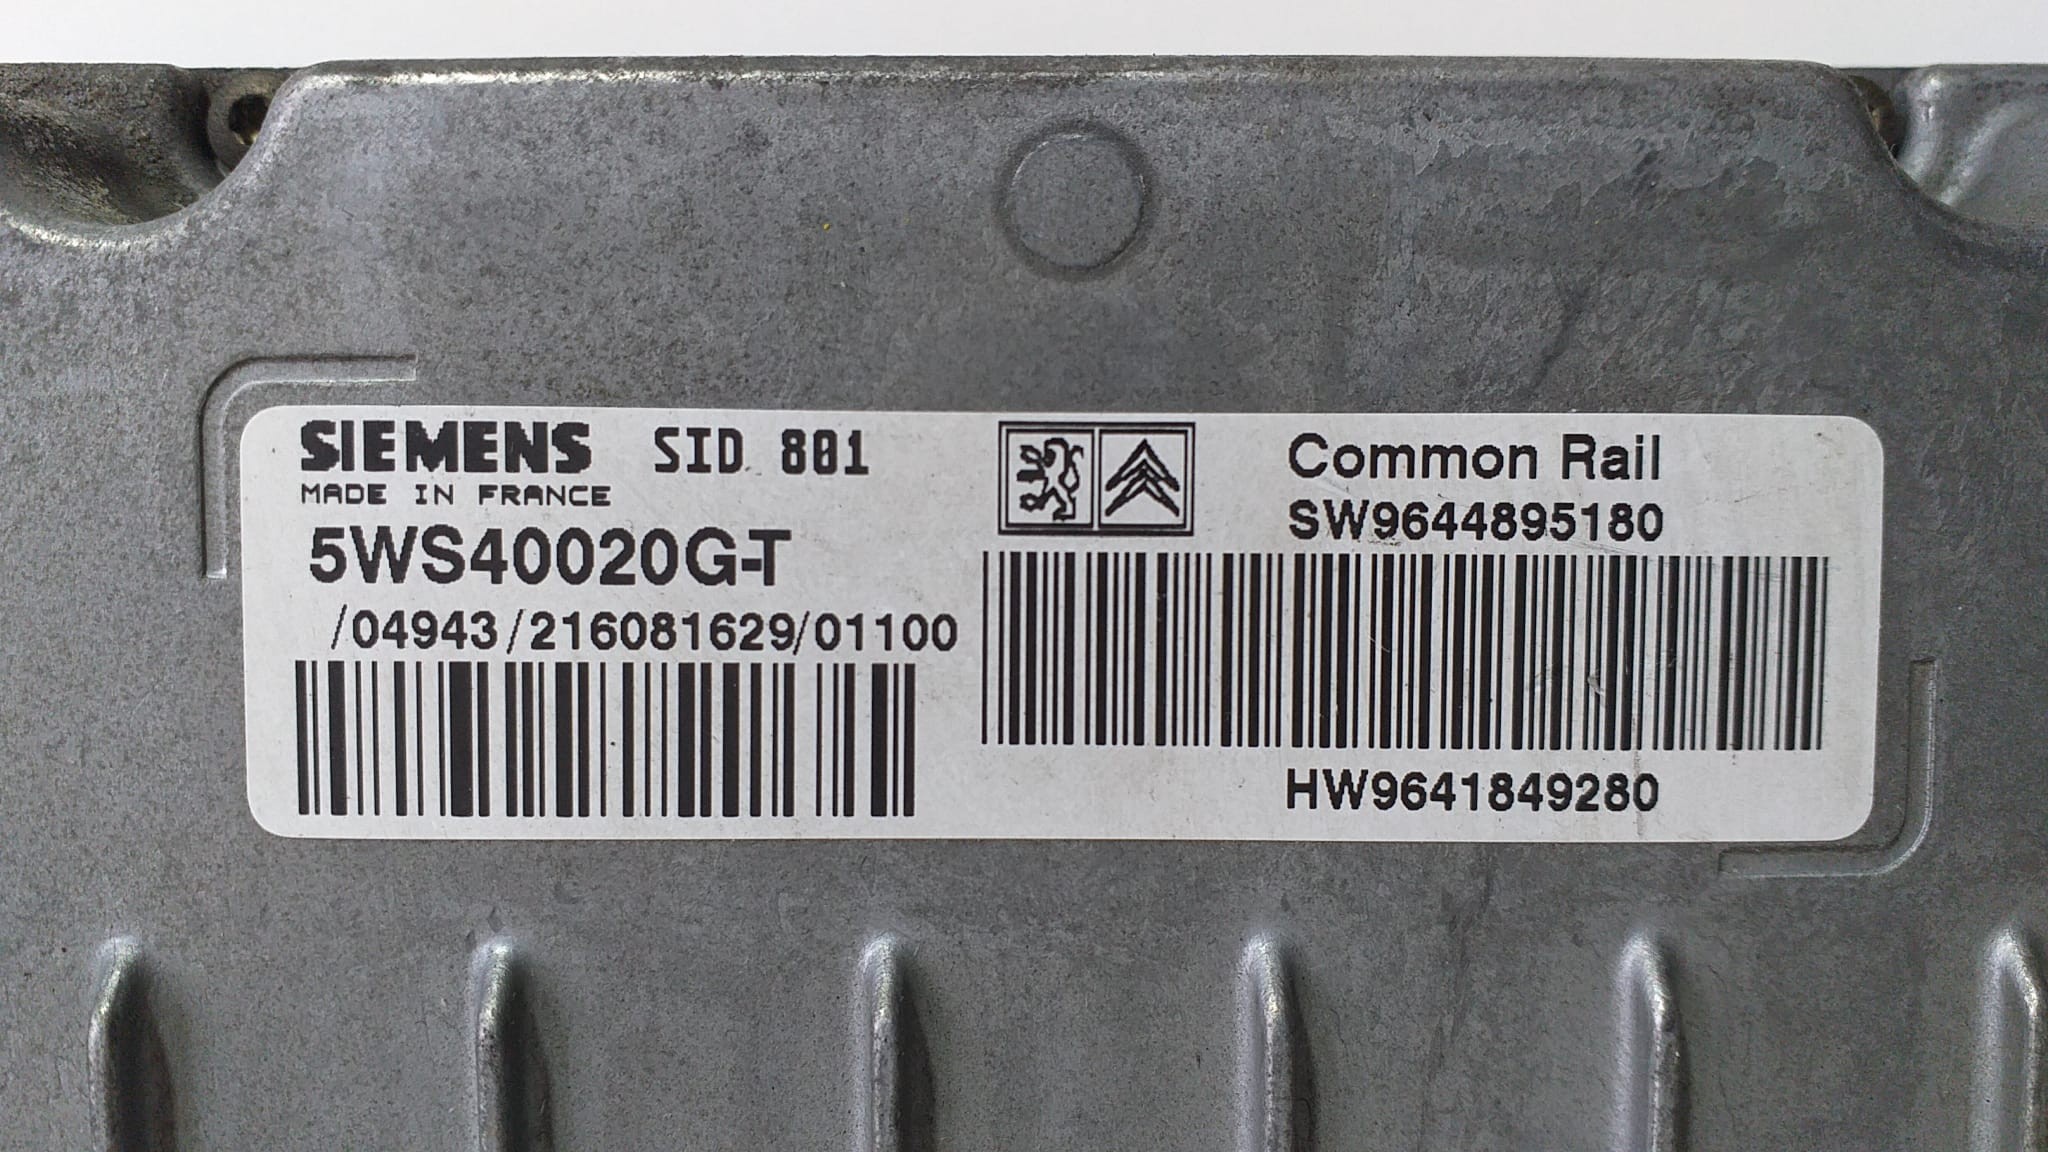 SIEMENS SID 801
MADE IN FRANCE
5WS40020G-T
/04943/216081629/01100
Common Rail
SW9644895180
HW9641849280